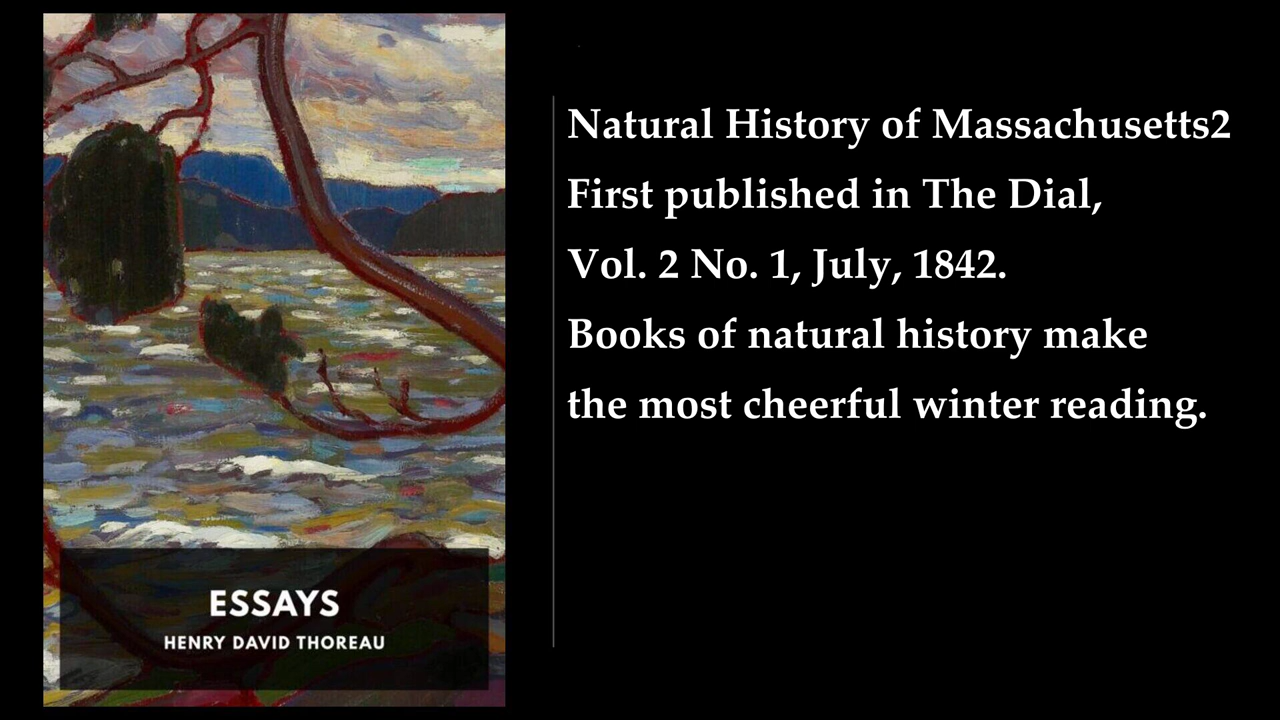 ESSAYS
HENRY DAVID THOREAU
Natural History of Massachusetts2
First published in The Dial,
Vol. 2 No. 1, July, 1842.
Books of natural history make
the most cheerful winter reading.